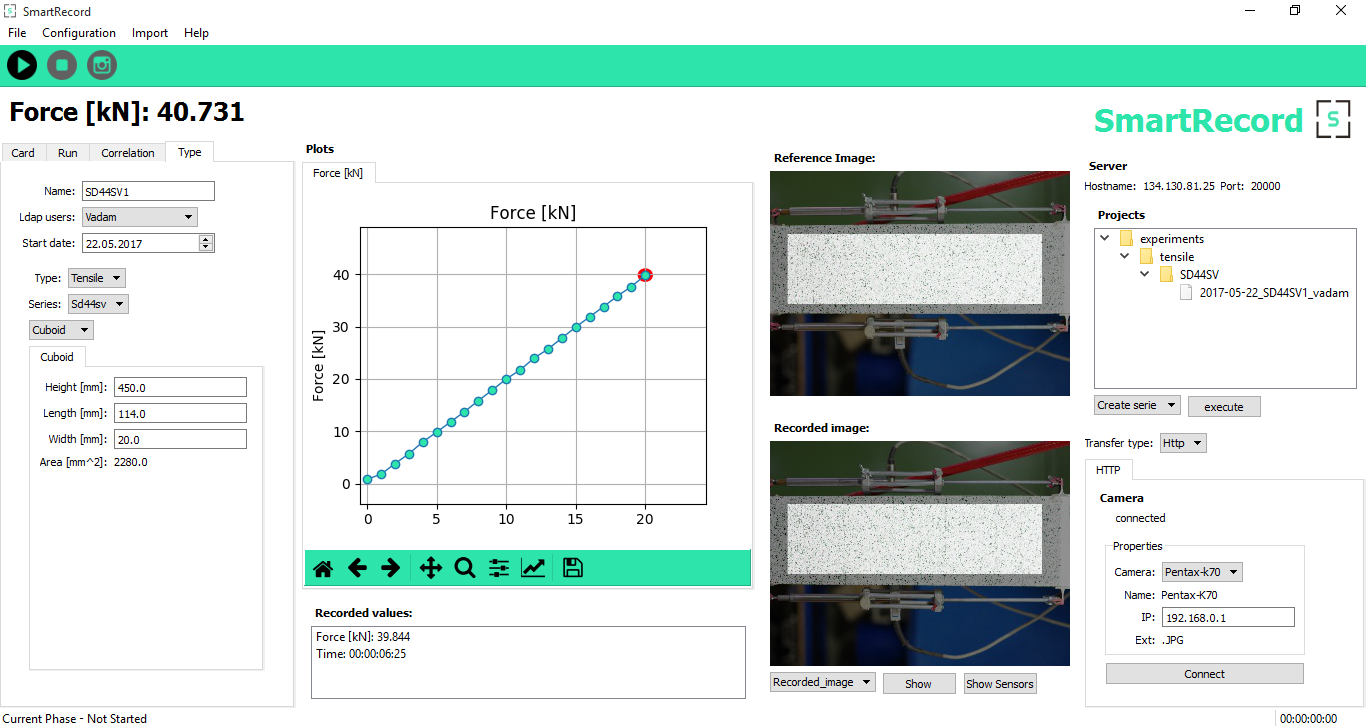 SmartRecord
File Configuration Import Help
Force [kN]: 40.731
SmartRecord S
Card Run Correlation Type
Name: SD44SV1
Ldap users: Vadam
Start date: 22.05.2017
Type: Tensile
Series: Sd44sv
Cuboid
Cuboid
Height [mm]: 450.0
Length [mm]: 114.0
Width [mm]: 20.0
Area [mm^2]: 2280.0
Plots
Force [kN]
Force [kN]
Force [kN]
40
30
20
10
0
0 5 10 15 20
Recorded values:
Force [kN]: 39.844
Time: 00:00:06:25
Reference Image:
Recorded image:
Recorded_image Show Show Sensors
Server
Hostname: 134.130.81.25 Port: 20000
Projects
experiments
tensile
SD44SV
2017-05-22_SD44SV1_vadam
Create serie execute
Transfer type: Http
HTTP
Camera
connected
Properties
Camera: Pentax-k70
Name: Pentax-K70
IP: 192.168.0.1
Ext: .JPG
Connect
Current Phase - Not Started
00:00:00:00